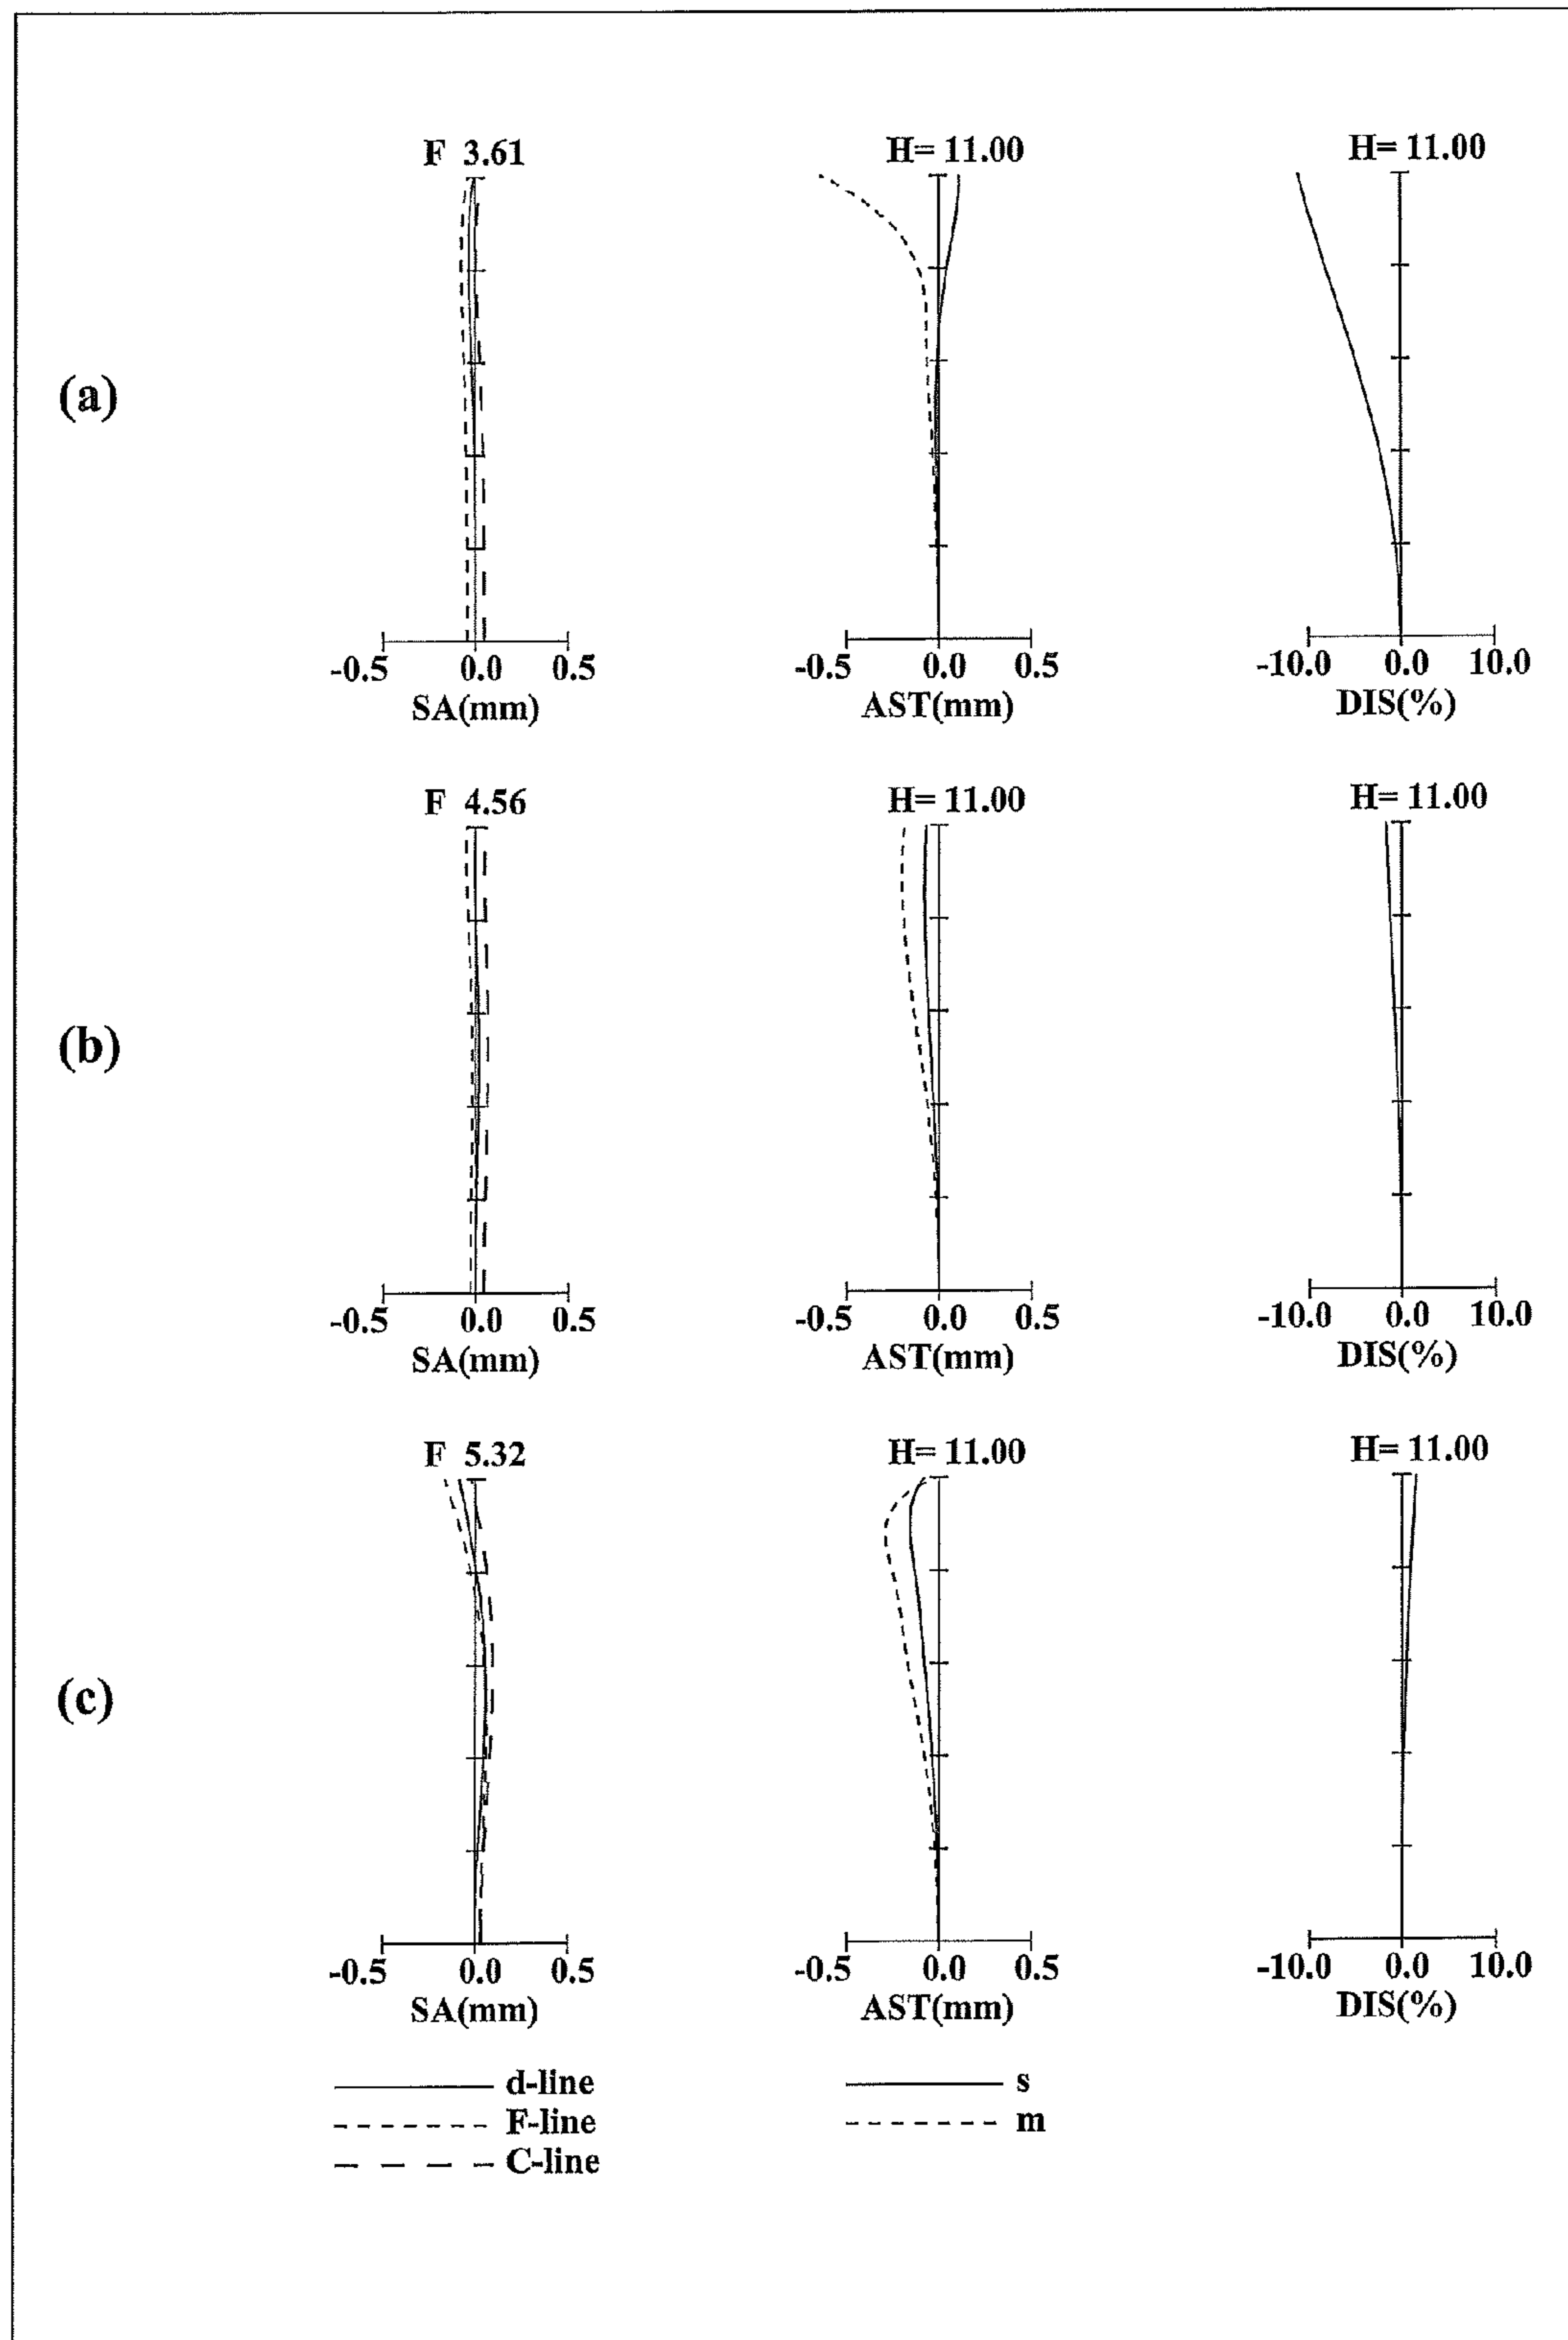 F 3.61 H= 11.00 H= 11.00
(a)
-0.5 0.0 0.5 -0.5 0.0 0.5 -10.0 0.0 10.0
SA(mm) AST(mm) DIS(%)
F 4.56 H= 11.00 H= 11.00
(b)
-0.5 0.0 0.5 -0.5 0.0 0.5 -10.0 0.0 10.0
SA(mm) AST(mm) DIS(%)
F 5.32 H= 11.00 H= 11.00
(c)
-0.5 0.0 0.5 -0.5 0.0 0.5 -10.0 0.0 10.0
SA(mm) AST(mm) DIS(%)
d-line s
F-line m
C-line